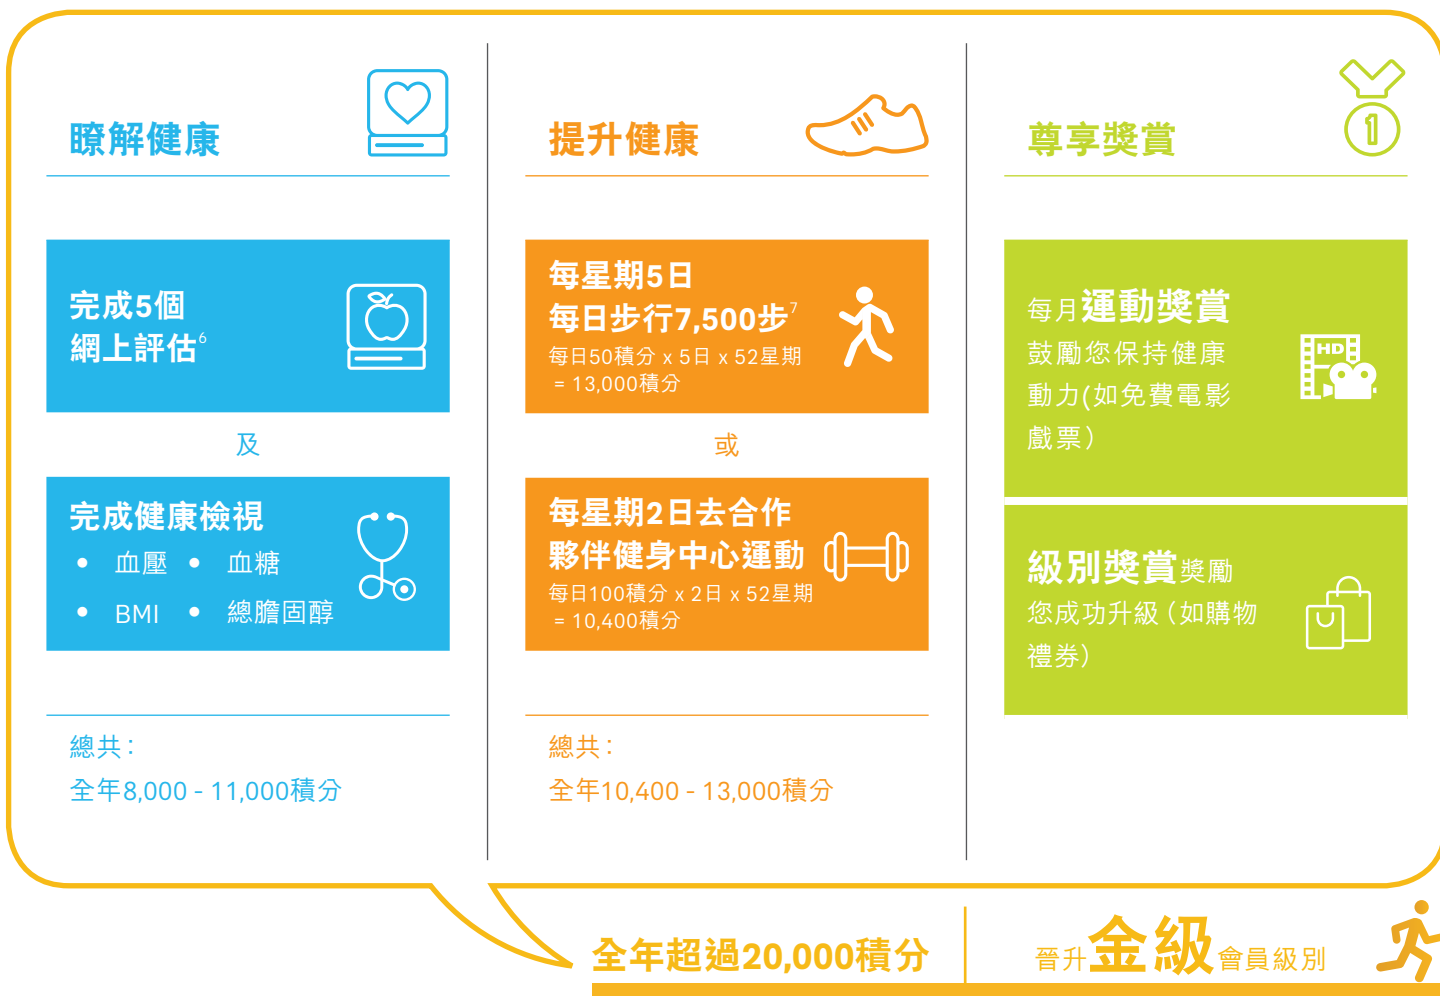 瞭解健康
完成5個
網上評估6
及
完成健康檢視
• 血壓 • 血糖
• BMI • 總膽固醇
總共：
全年8,000 - 11,000積分
提升健康
每星期5日
每日步行7,500步7
每日50積分 x 5日 x 52星期
= 13,000積分
或
每星期2日去合作
夥伴健身中心運動
每日100積分 x 2日 x 52星期
= 10,400積分
總共：
全年10,400 - 13,000積分
尊享獎賞
1
每月運動獎賞
鼓勵您保持健康
動力(如免費電影
戲票）
HD
級別獎賞獎勵
您成功升級（如購物
禮券）
全年超過20,000積分
晉升金級會員級別